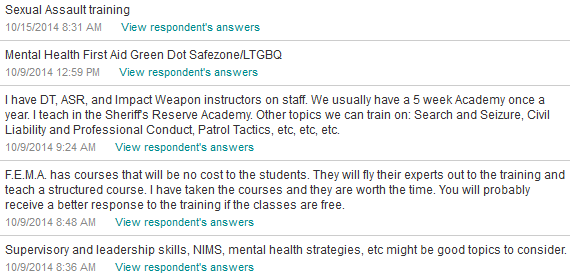 Sexual Assault training
10/15/2014 8:31 AM View respondent's answers
Mental Health First Aid Green Dot Safezone/LTGBQ
10/9/2014 12:59 PM View respondent's answers
I have DT, ASR, and Impact Weapon instructors on staff. We usually have a 5 week Academy once a
year. I teach in the Sheriff's Reserve Academy. Other topics we can train on: Search and Seizure, Civil
Liability and Professional Conduct, Patrol Tactics, etc, etc, etc.
10/9/2014 9:24 AM View respondent's answers
F.E.M.A. has courses that will be no cost to the students. They will fly their experts out to the training and
teach a structured course. I have taken the courses and they are worth the time. You will probably
receive a better response to the training if the classes are free.
10/9/2014 8:48 AM View respondent's answers
Supervisory and leadership skills, NIMS, mental health strategies, etc might be good topics to consider.
10/9/2014 8:36 AM View respondent's answers